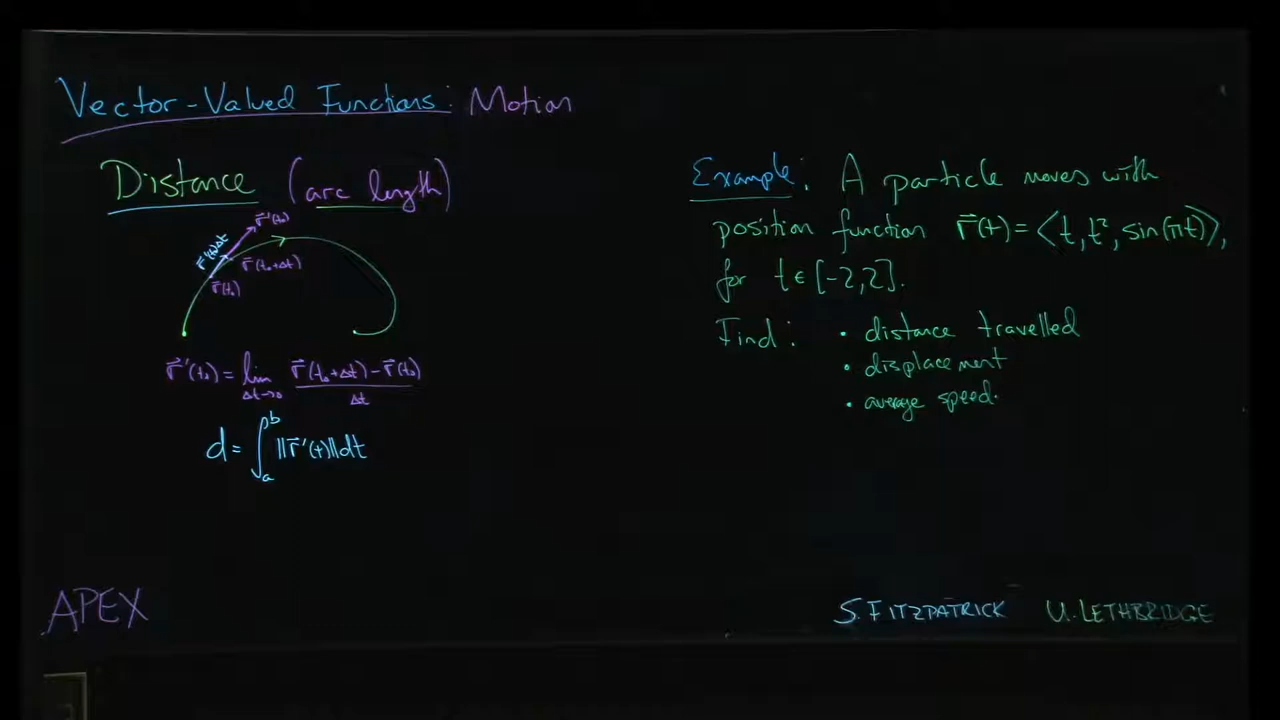 Vector-Valued Functions: Motion
Distance (arc length)
r⃗'(t₀)
r⃗'(t₀)Δt
r⃗(t₀+Δt)
r⃗(t₀)
r⃗'(t₀) = lim Δt→0 (r⃗(t₀+Δt) − r⃗(t₀)) / Δt
d = ∫ₐᵇ ‖r⃗'(t)‖dt
Example: A particle moves with
position function r⃗(t) = ⟨t, t², sin(πt)⟩,
for t ∈ [-2,2].
Find: • distance travelled
• displacement
• average speed.
APEX
S. FITZPATRICK U. LETHBRIDGE